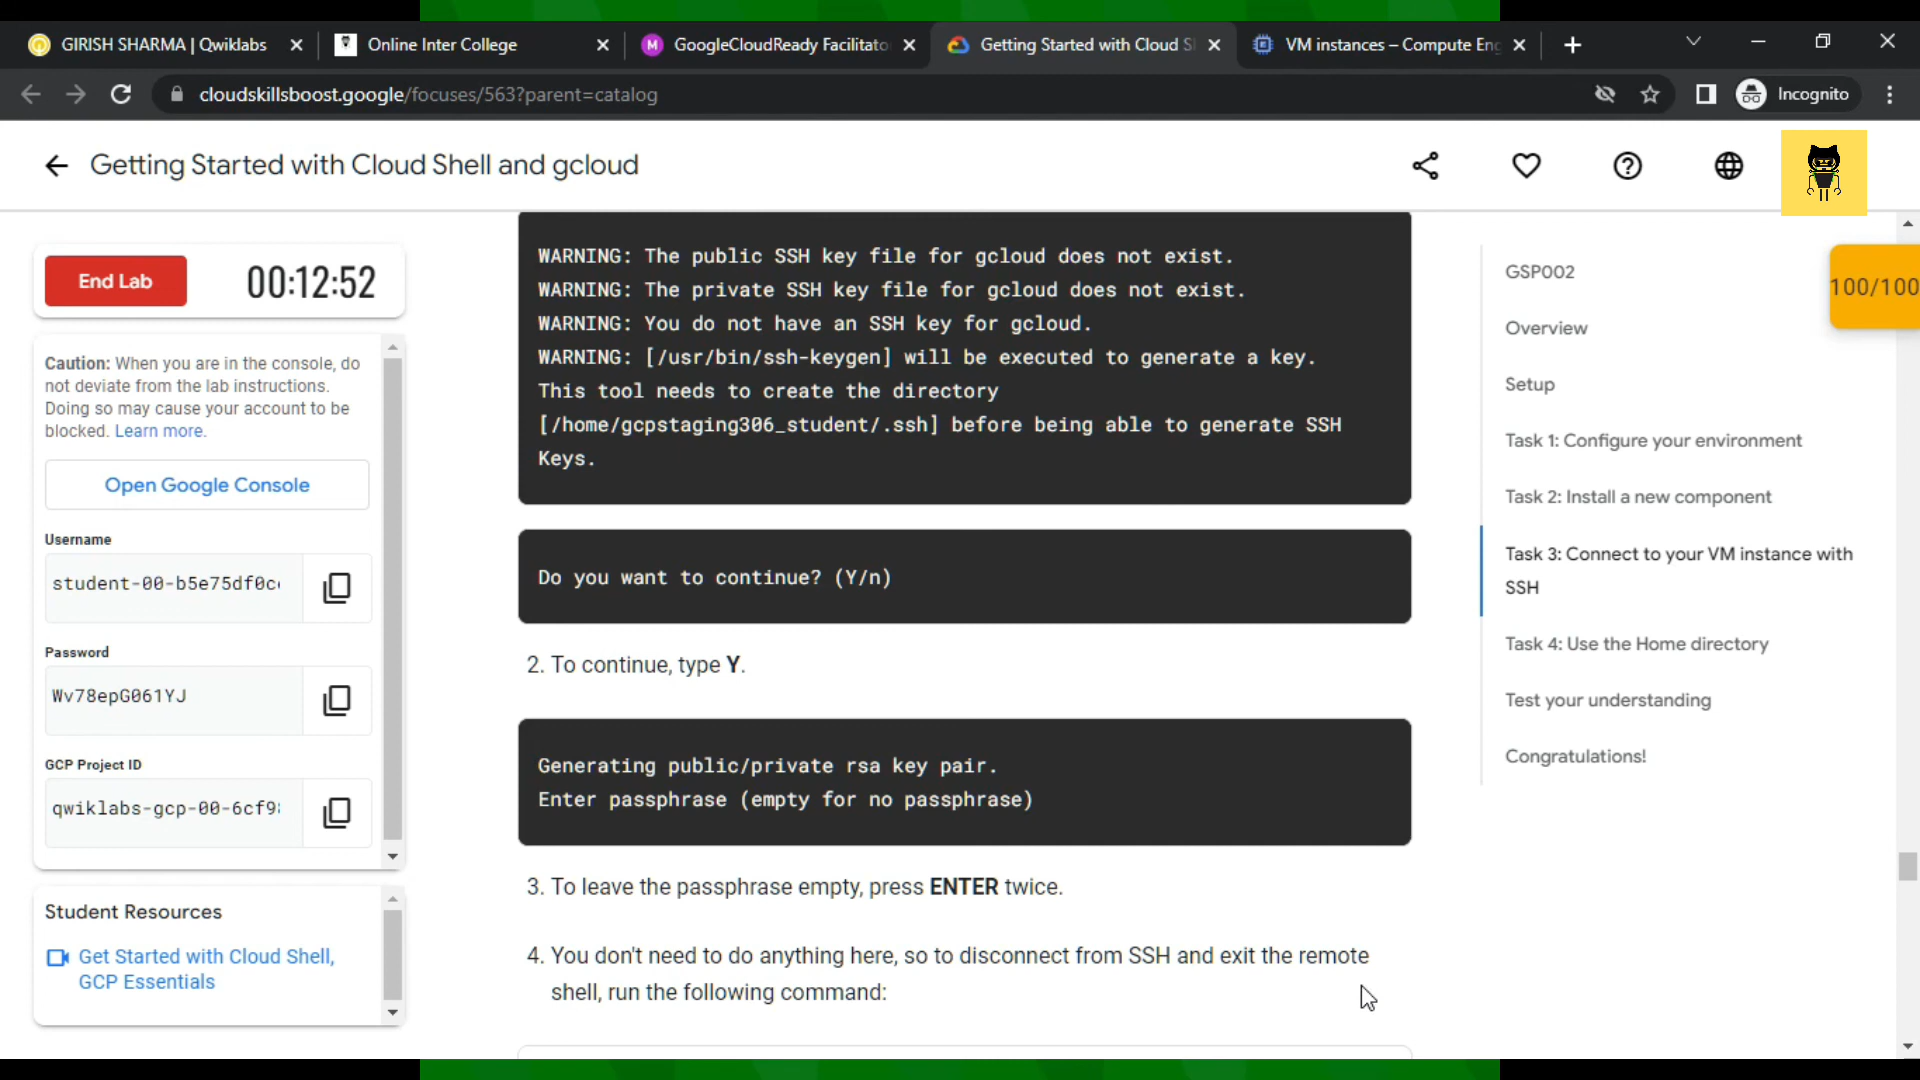 GIRISH SHARMA | Qwiklabs
Online Inter College
M
GoogleCloudReady Facilitato
Getting Started with Cloud S
VM instances – Compute Eng
cloudskillsboost.google/focuses/563?parent=catalog
Incognito
Getting Started with Cloud Shell and gcloud
End Lab
00:12:52
Caution: When you are in the console, do
not deviate from the lab instructions.
Doing so may cause your account to be
blocked. Learn more.
Open Google Console
Username
student-00-b5e75df0c
Password
Wv78epG061YJ
GCP Project ID
qwiklabs-gcp-00-6cf9
Student Resources
Get Started with Cloud Shell,
GCP Essentials
WARNING: The public SSH key file for gcloud does not exist.
WARNING: The private SSH key file for gcloud does not exist.
WARNING: You do not have an SSH key for gcloud.
WARNING: [/usr/bin/ssh-keygen] will be executed to generate a key.
This tool needs to create the directory
[/home/gcpstaging306_student/.ssh] before being able to generate SSH
Keys.
Do you want to continue? (Y/n)
2. To continue, type Y.
Generating public/private rsa key pair.
Enter passphrase (empty for no passphrase)
3. To leave the passphrase empty, press ENTER twice.
4. You don't need to do anything here, so to disconnect from SSH and exit the remote
shell, run the following command:
GSP002
Overview
Setup
Task 1: Configure your environment
Task 2: Install a new component
Task 3: Connect to your VM instance with
SSH
Task 4: Use the Home directory
Test your understanding
Congratulations!
100/100